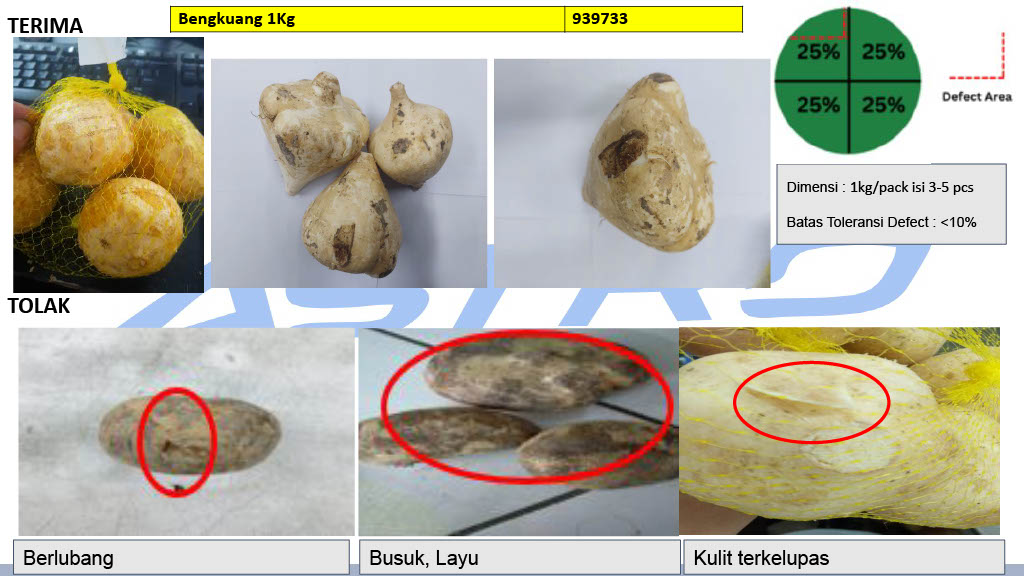 TERIMA
Bengkuang 1Kg 939733
25% 25%
25% 25%
Defect Area
Dimensi : 1kg/pack isi 3-5 pcs
Batas Toleransi Defect : <10%
TOLAK
Berlubang
Busuk, Layu
Kulit terkelupas